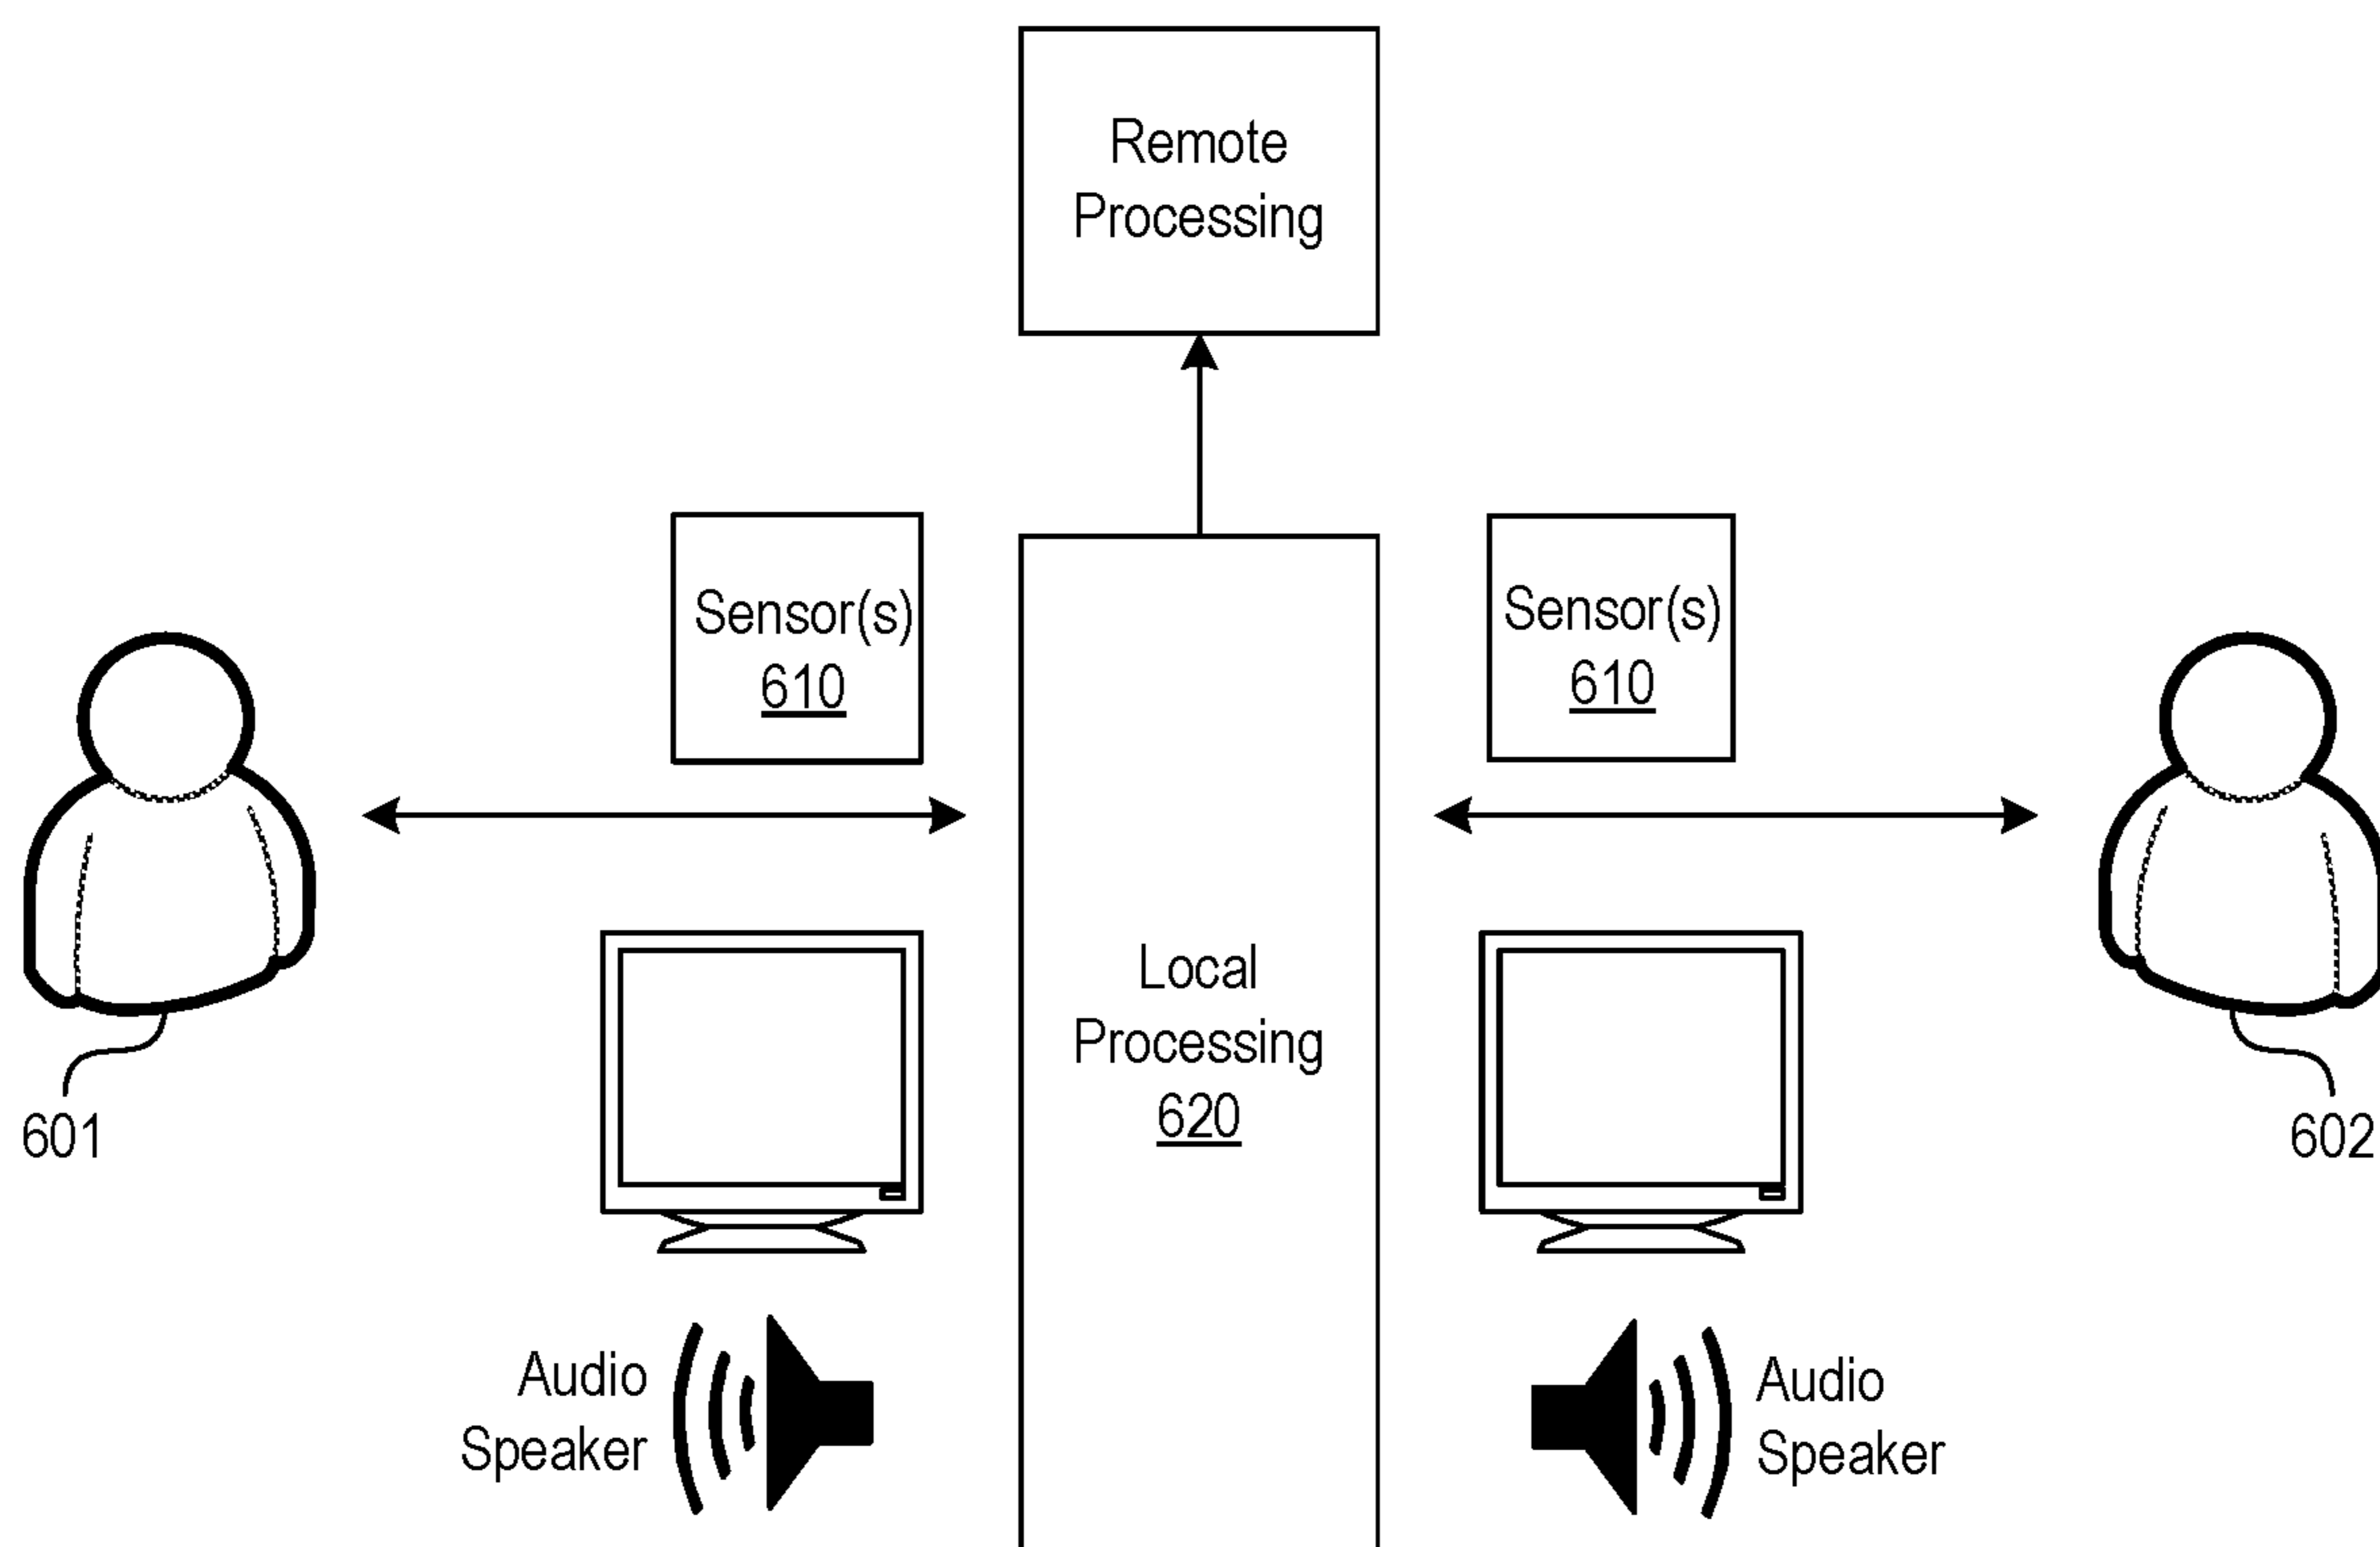 Remote
Processing
Sensor(s)
610
Sensor(s)
610
Local
Processing
620
601
602
Audio
Speaker
Audio
Speaker